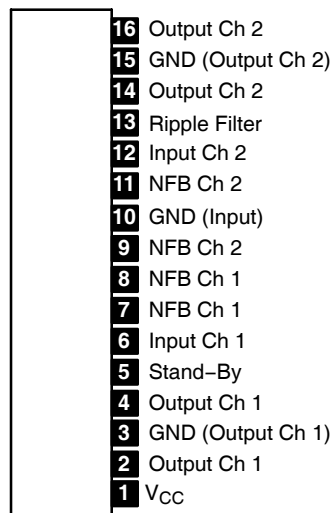 16 Output Ch 2
15 GND (Output Ch 2)
14 Output Ch 2
13 Ripple Filter
12 Input Ch 2
11 NFB Ch 2
10 GND (Input)
9 NFB Ch 2
8 NFB Ch 1
7 NFB Ch 1
6 Input Ch 1
5 Stand–By
4 Output Ch 1
3 GND (Output Ch 1)
2 Output Ch 1
1 VCC